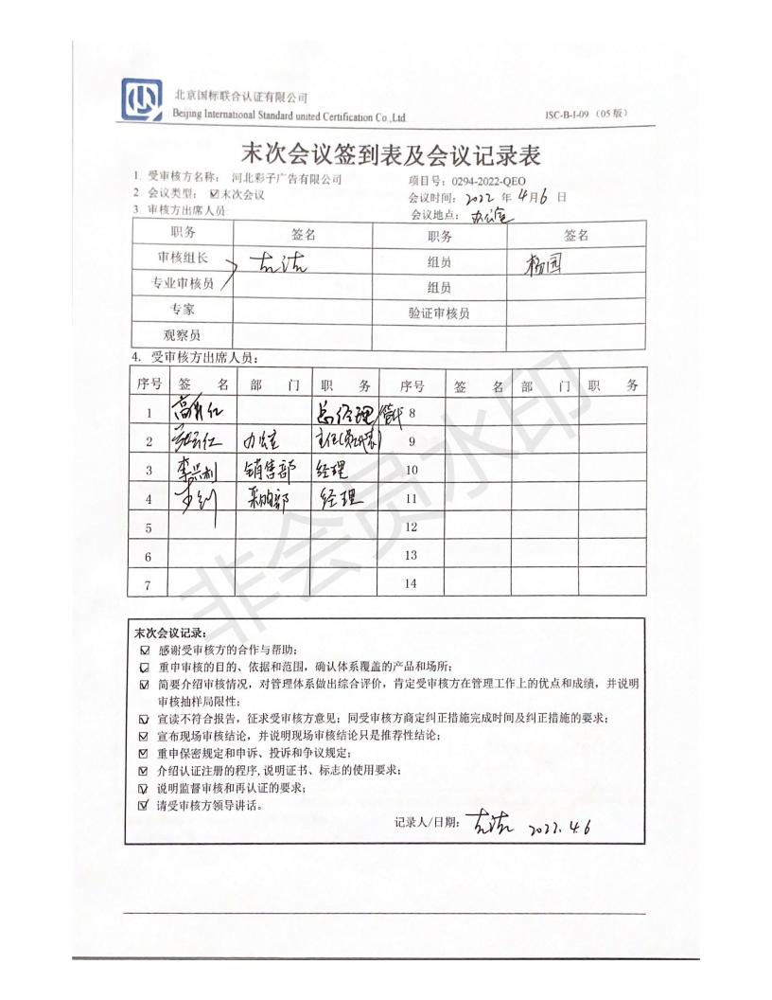 北京国标联合认证有限公司
Beijing International Standard united Certification Co.,Ltd.
ISC-B-I-09 (05版)
末次会议签到表及会议记录表
1. 受审核方名称: 河北彩子广告有限公司 项目号: 0294-2022-QEO
2 会议类型: ☑末次会议 会议时间: 2022 年 4月6 日
3. 审核方出席人员: 会议地点: 办公室
职务 签名 职务 签名
审核组长 组员 杨园
专业审核员 组员
专家 验证审核员
观察员
4. 受审核方出席人员:
序号 签 名 部 门 职 务 序号 签 名 部 门 职 务
1 总经理/管代 8
2 办公室 主任(员工代表) 9
3 李兴利 销售部 经理 10
4 采购部 经理 11
5 12
6 13
7 14
末次会议记录:
☑ 感谢受审核方的合作与帮助;
☑ 重申审核的目的、依据和范围，确认体系覆盖的产品和场所;
☑ 简要介绍审核情况，对管理体系做出综合评价，肯定受审核方在管理工作上的优点和成绩，并说明
审核抽样局限性;
☑ 宣读不符合报告，征求受审核方意见; 同受审核方商定纠正措施完成时间及纠正措施的要求;
☑ 宣布现场审核结论，并说明现场审核结论只是推荐性结论;
☑ 重申保密规定和申诉、投诉和争议规定;
☑ 介绍认证注册的程序, 说明证书、标志的使用要求;
☑ 说明监督审核和再认证的要求;
☑ 请受审核方领导讲话。
记录人/日期: 2022.4.6
非会员水印